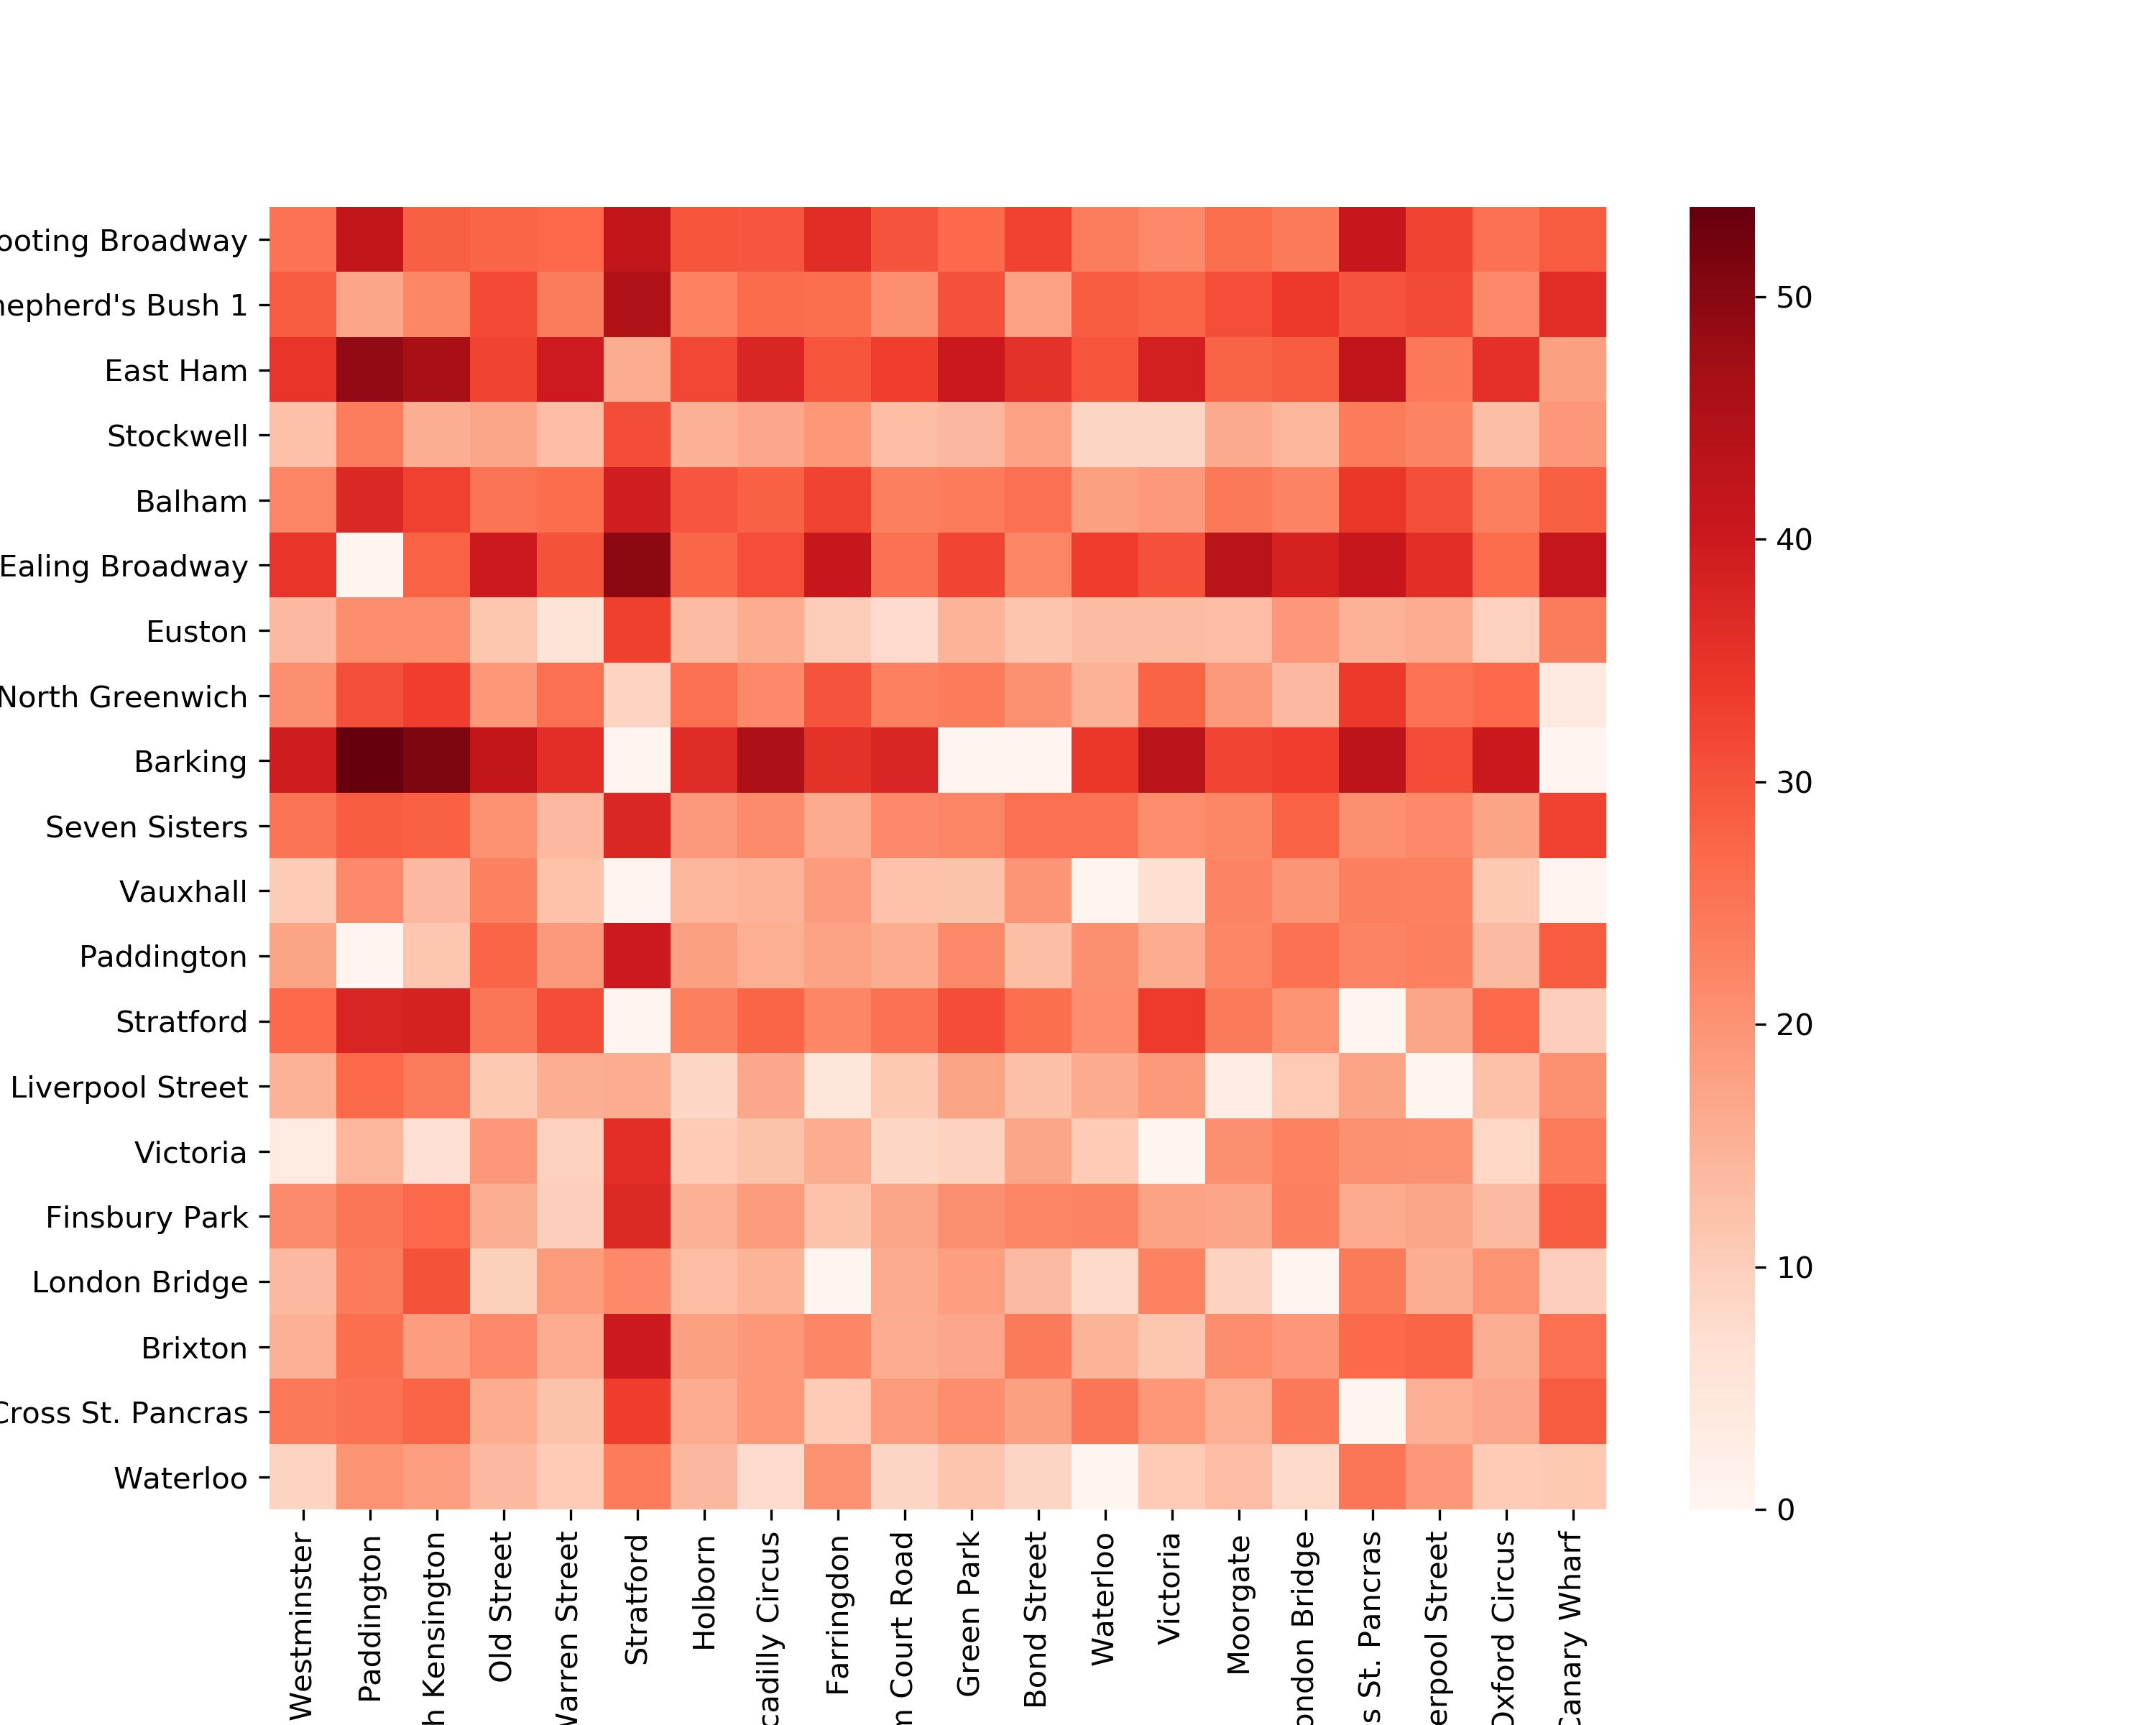 ooting Broadway
hepherd's Bush 1
East Ham
Stockwell
Balham
Ealing Broadway
Euston
North Greenwich
Barking
Seven Sisters
Vauxhall
Paddington
Stratford
Liverpool Street
Victoria
Finsbury Park
London Bridge
Brixton
Cross St. Pancras
Waterloo
Westminster
Paddington
h Kensington
Old Street
Warren Street
Stratford
Holborn
cadilly Circus
Farringdon
m Court Road
Green Park
Bond Street
Waterloo
Victoria
Moorgate
ondon Bridge
s St. Pancras
erpool Street
Oxford Circus
Canary Wharf
50
40
30
20
10
0